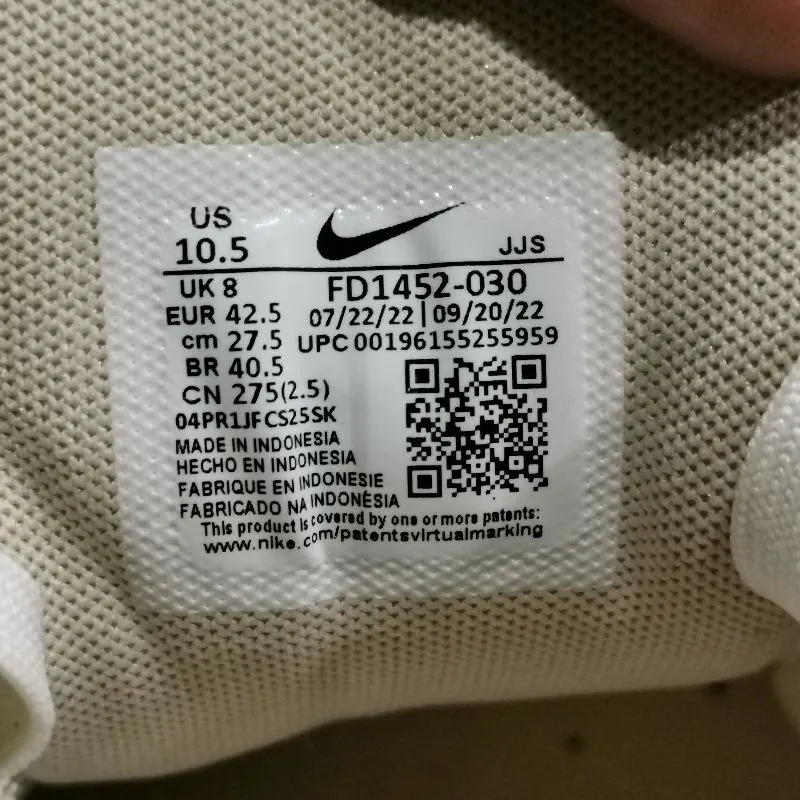 US
10.5
JJS
UK 8
FD1452-030
EUR 42.5
07/22/22 | 09/20/22
cm 27.5
UPC 00196155255959
BR 40.5
CN 275(2.5)
04PR1JFCS25SK
MADE IN INDONESIA
HECHO EN INDONESIA
FABRIQUE EN INDONESIE
FABRICADO NA INDONÉSIA
This product is covered by one or more patents:
www.nike.com/patentsvirtualmarking